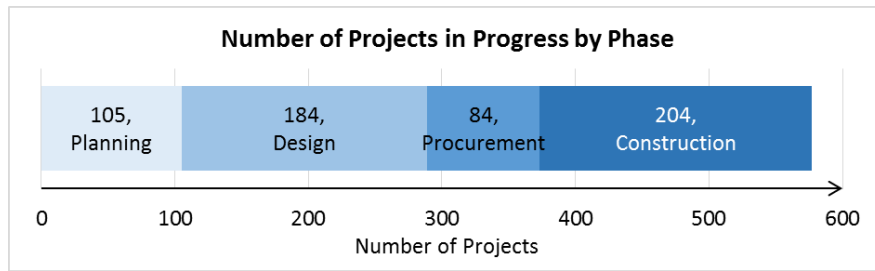 Number of Projects in Progress by Phase
105, 184, 84, 204,
Planning Design Procurement Construction
0 100 200 300 400 500 600
Number of Projects